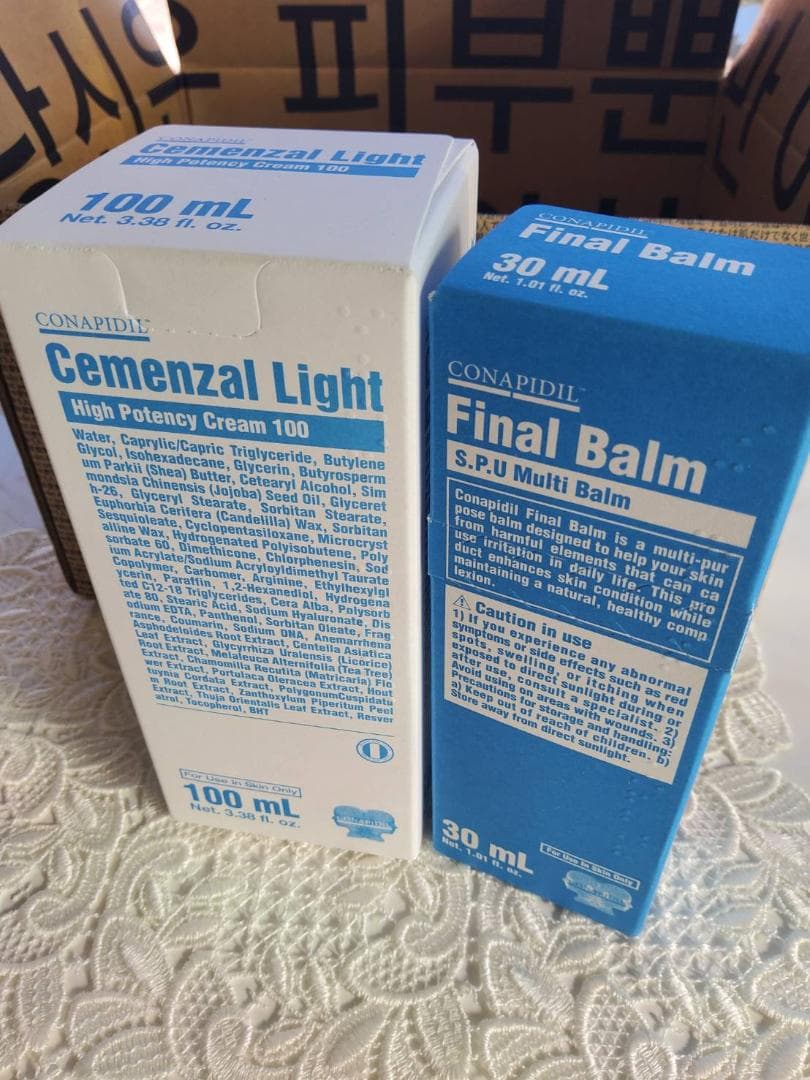 피부뿐
CONAPIDIL
Cemenzal Light
High Potency Cream 100
100 mL
Net. 3.38 fl. oz.
CONAPIDIL™
Cemenzal Light
High Potency Cream 100
Water, Caprylic/Capric Triglyceride, Butylene
Glycol, Isohexadecane, Glycerin, Butyrosperm
um Parkii (Shea) Butter, Cetearyl Alcohol, Sim
mondsia Chinensis (Jojoba) Seed Oil, Glyceret
h-26, Glyceryl Stearate, Sorbitan Stearate,
Euphorbia Cerifera (Candelilla) Wax, Sorbitan
Sesquioleate, Cyclopentasiloxane, Microcryst
alline Wax, Hydrogenated Polyisobutene, Poly
sorbate 60, Dimethicone, Chlorphenesin, Sod
ium Acrylate/Sodium Acryloyldimethyl Taurate
Copolymer, Carbomer, Arginine, Ethylhexylgl
ycerin, Paraffin, 1,2-Hexanediol, Hydrogena
ted C12-18 Triglycerides, Cera Alba, Polysorb
ate 80, Stearic Acid, Sodium Hyaluronate, Dis
odium EDTA, Panthenol, Sorbitan Oleate, Frag
rance, Coumarin, Sodium DNA, Anemarrhena
Asphodeloides Root Extract, Centella Asiatica
Leaf Extract, Glycyrrhiza Uralensis (Licorice)
Root Extract, Melaleuca Alternifolia (Tea Tree)
Extract, Chamomilla Recutita (Matricaria) Flo
wer Extract, Portulaca Oleracea Extract, Hout
tuynia Cordata Extract, PolygonumCuspidatu
m Root Extract, Zanthoxylum Piperitum Peel
Extract, Thuja Orientalis Leaf Extract, Resver
atrol, Tocopherol, BHT
For Use in Skin Only
100 mL
Net. 3.38 fl. oz.
CONAPIDIL
CONAPIDIL
Final Balm
30 mL
Net. 1.01 fl. oz.
CONAPIDIL™
Final Balm
S.P.U Multi Balm
Conapidil Final Balm is a multi-pur
pose balm designed to help your skin
from harmful elements that can ca
use irritation in daily life. This pro
duct enhances skin condition while
maintaining a natural, healthy comp
lexion.
Caution in use
1) If you experience any abnormal
symptoms or side effects such as red
spots, swelling, or itching when
exposed to direct sunlight during or
after use, consult a specialist. 2)
Avoid using on areas with wounds. 3)
Precautions for storage and handling:
a) Keep out of reach of children. b)
Store away from direct sunlight.
30 mL
Net. 1.01 fl. oz.
For Use in Skin Only